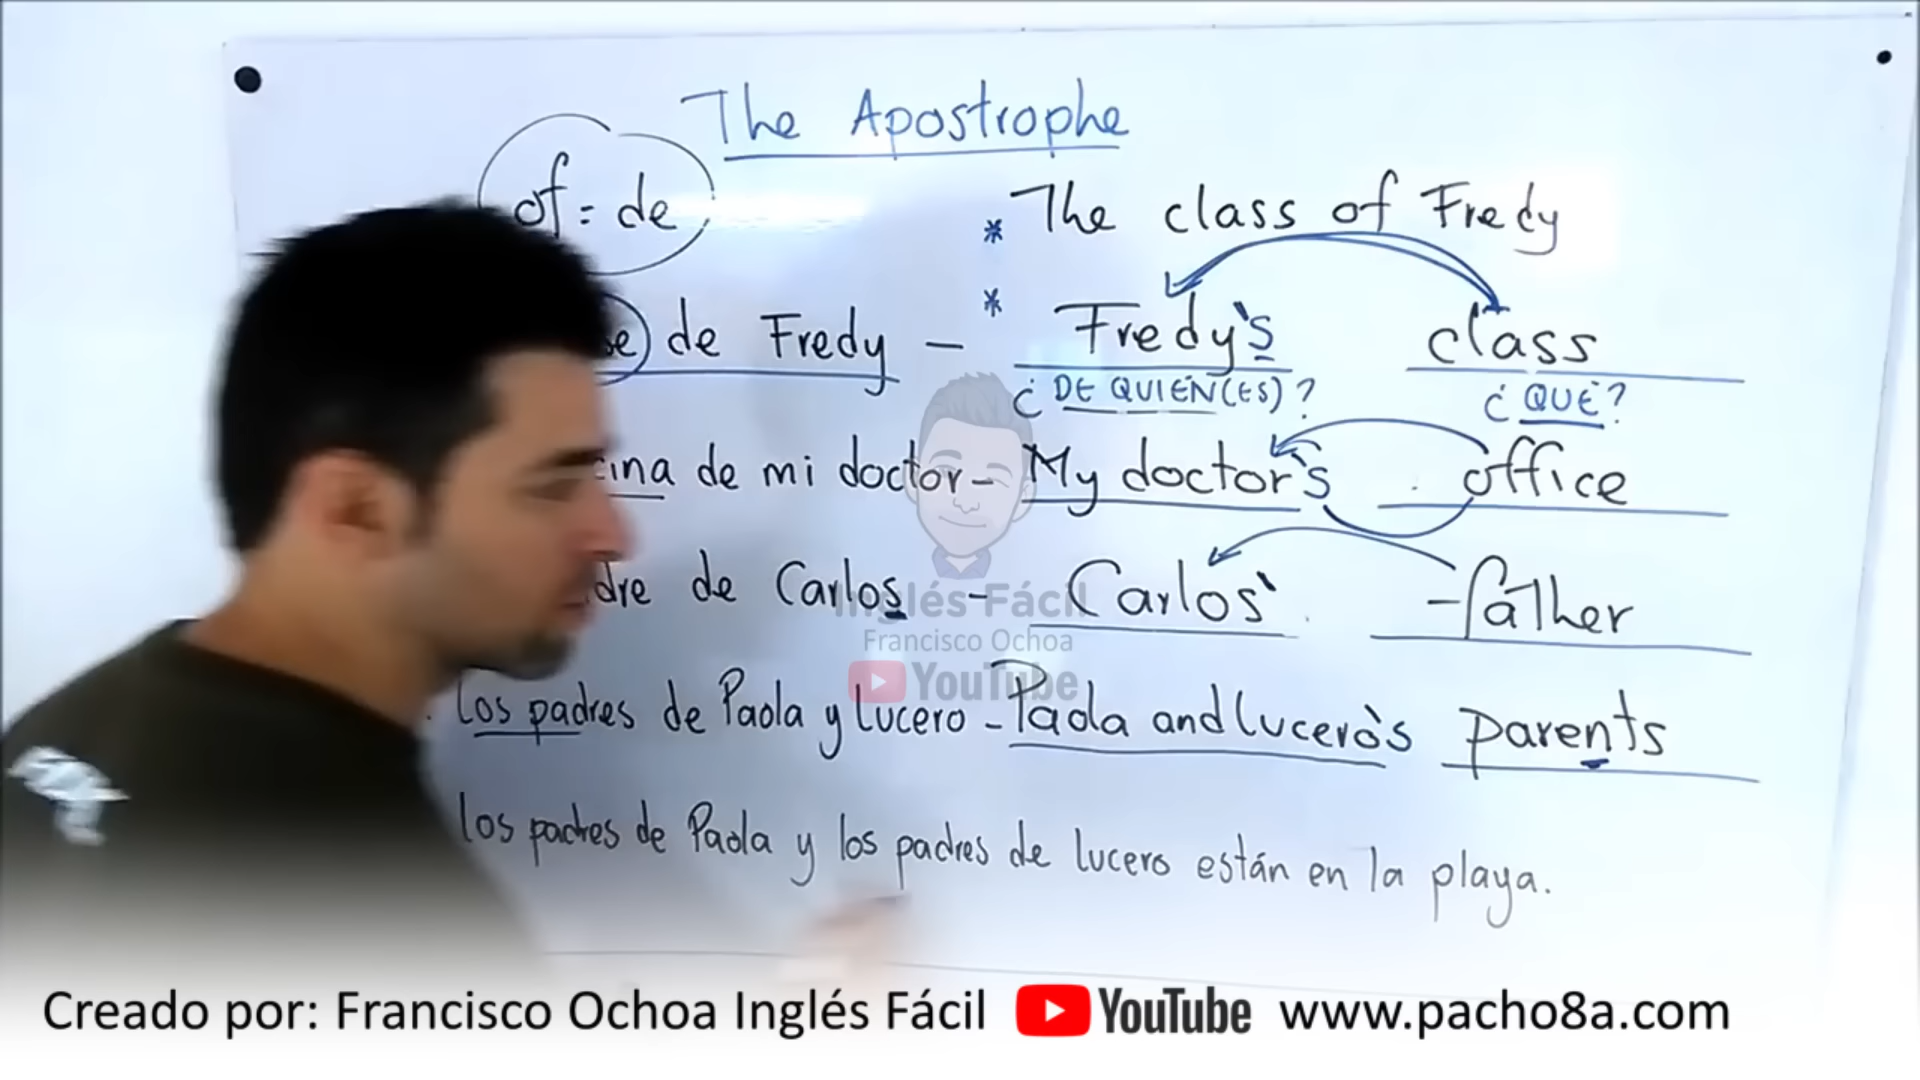 The Apostrophe
of = de
* The class of Fredy
de Fredy - * Fredy's class
¿DE QUIEN(ES)? ¿QUÉ?
de mi doctor - My doctor's office
de Carlos - Carlos' - father
Los padres de Paola y Lucero - Paola and Lucero's parents
los padres de Paola y los padres de lucero están en la playa.
Inglés Fácil
Francisco Ochoa
YouTube
Creado por: Francisco Ochoa Inglés Fácil YouTube www.pacho8a.com